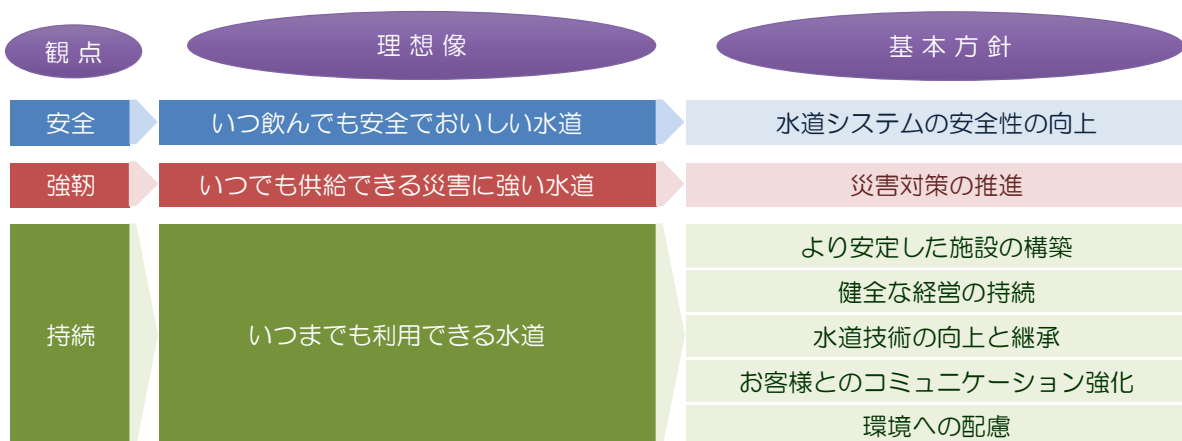 観点
理想像
基本方針
安全
いつ飲んでも安全でおいしい水道
水道システムの安全性の向上
強靭
いつでも供給できる災害に強い水道
災害対策の推進
持続
いつまでも利用できる水道
より安定した施設の構築
健全な経営の持続
水道技術の向上と継承
お客様とのコミュニケーション強化
環境への配慮